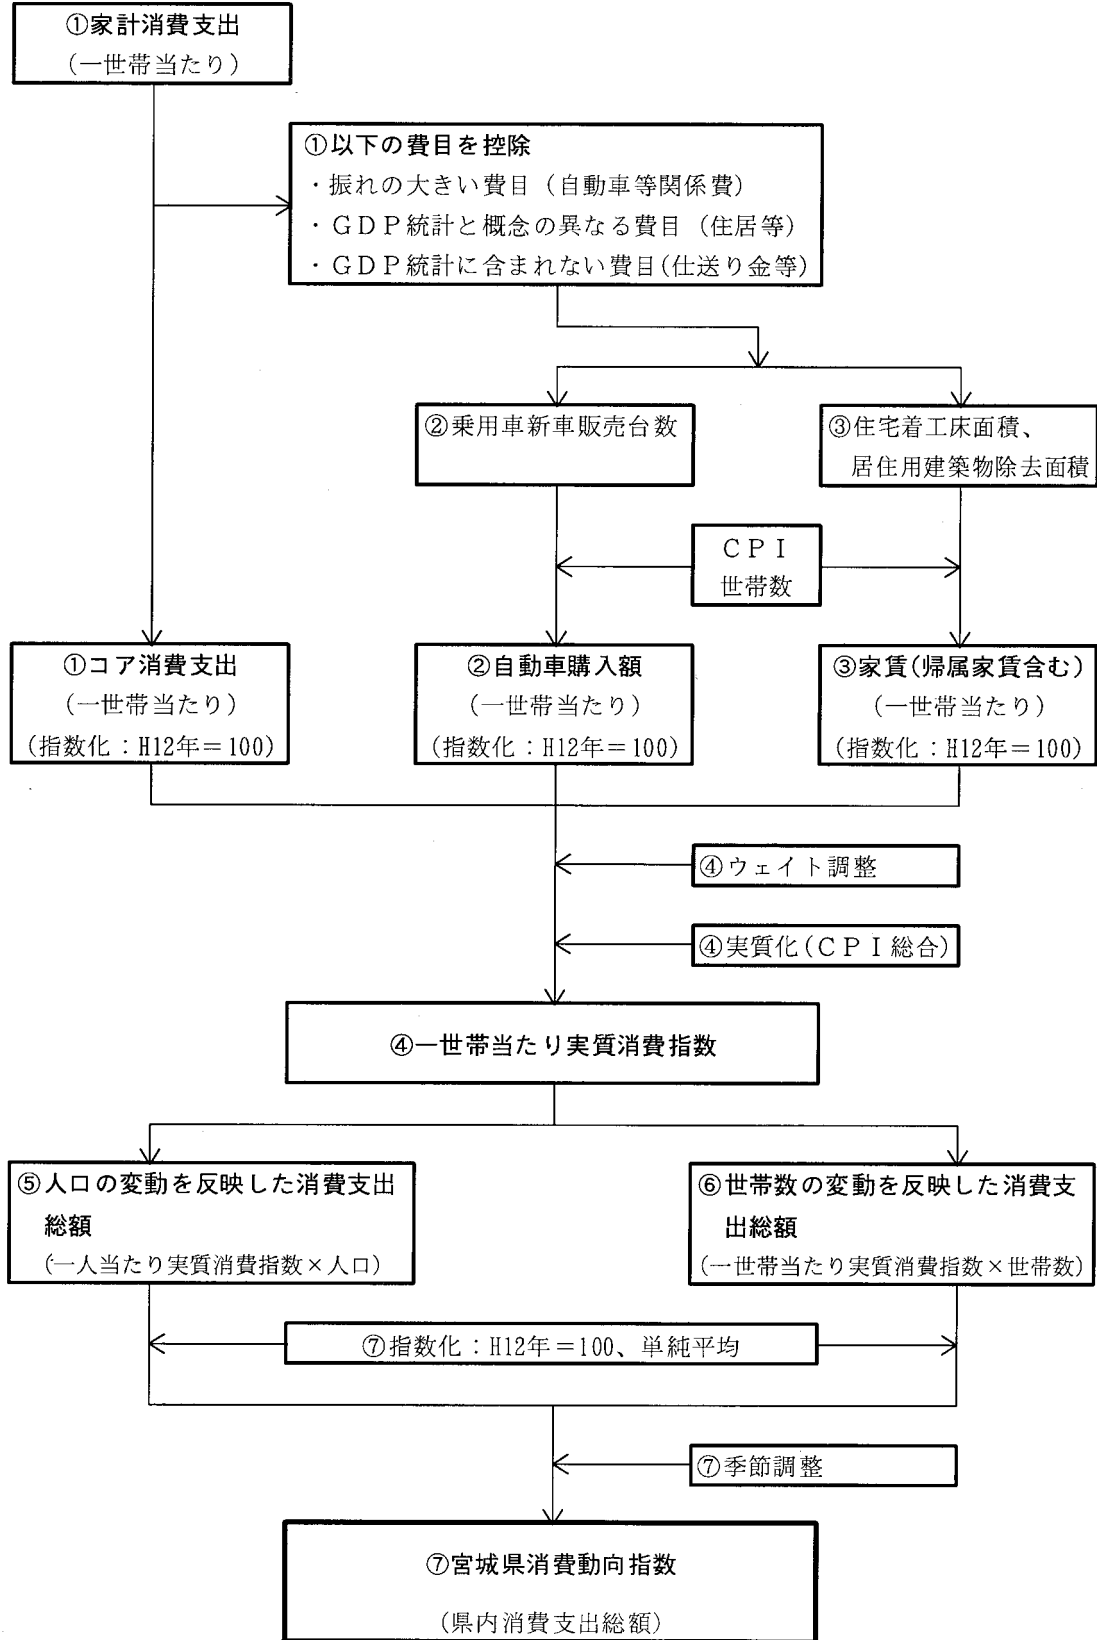 ①家計消費支出
(一世帯当たり)
①以下の費目を控除
・振れの大きい費目（自動車等関係費）
・ＧＤＰ統計と概念の異なる費目（住居等）
・ＧＤＰ統計に含まれない費目(仕送り金等)
②乗用車新車販売台数
③住宅着工床面積、
居住用建築物除去面積
ＣＰＩ
世帯数
①コア消費支出
(一世帯当たり)
(指数化：H12年＝100)
②自動車購入額
(一世帯当たり)
(指数化：H12年＝100)
③家賃(帰属家賃含む)
(一世帯当たり)
(指数化：H12年＝100)
④ウェイト調整
④実質化(ＣＰＩ総合)
④一世帯当たり実質消費指数
⑤人口の変動を反映した消費支出
総額
(一人当たり実質消費指数×人口)
⑥世帯数の変動を反映した消費支
出総額
(一世帯当たり実質消費指数×世帯数)
⑦指数化：H12年＝100、単純平均
⑦季節調整
⑦宮城県消費動向指数
(県内消費支出総額)